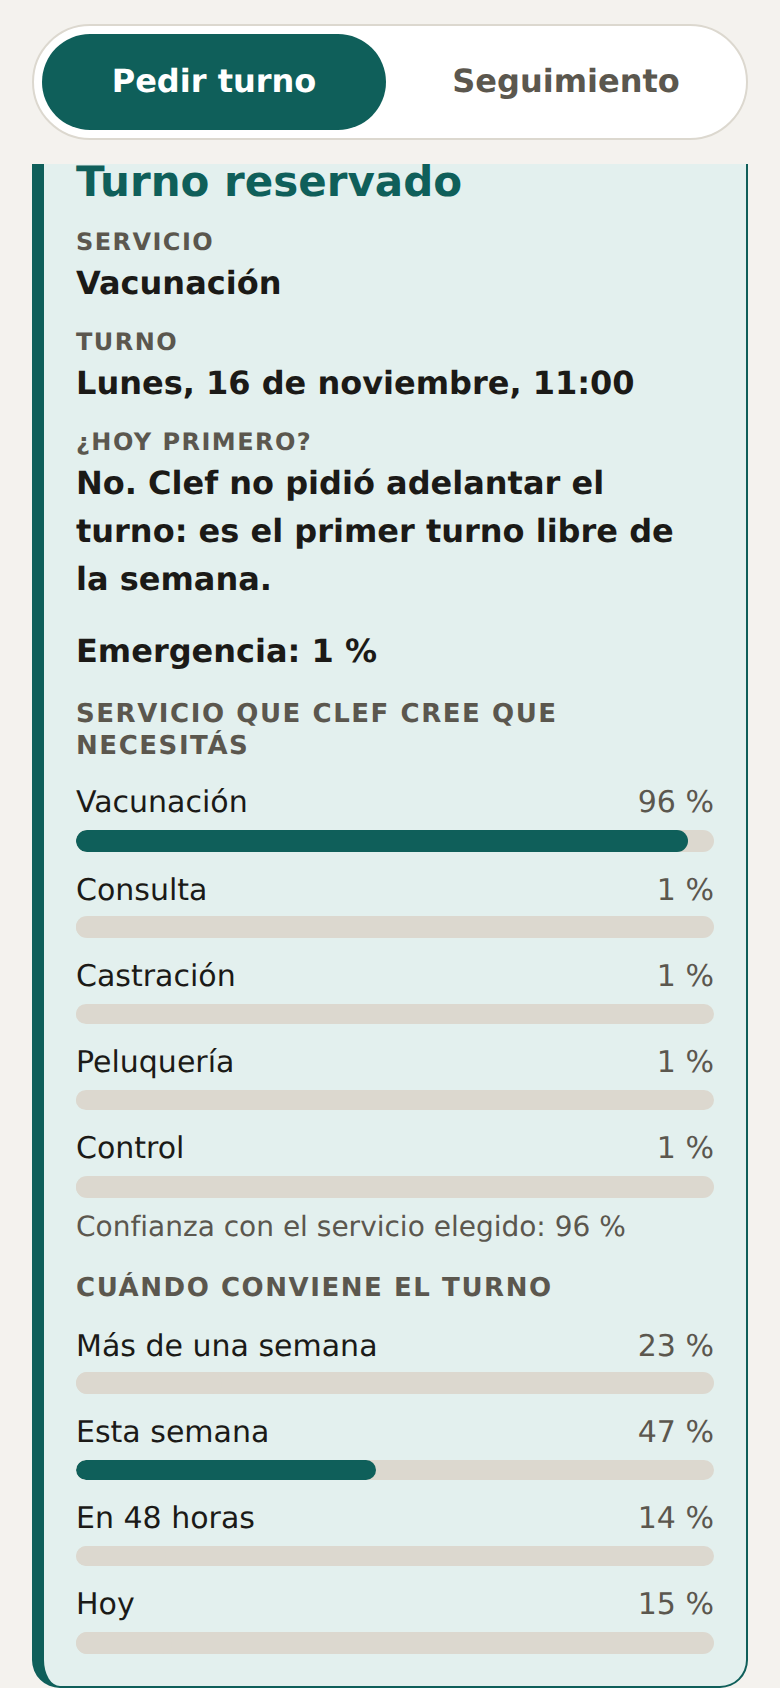 Pedir turno
Seguimiento
Turno reservado
SERVICIO
Vacunación
TURNO
Lunes, 16 de noviembre, 11:00
¿HOY PRIMERO?
No. Clef no pidió adelantar el
turno: es el primer turno libre de
la semana.
Emergencia: 1 %
SERVICIO QUE CLEF CREE QUE
NECESITÁS
Vacunación 96 %
Consulta 1 %
Castración 1 %
Peluquería 1 %
Control 1 %
Confianza con el servicio elegido: 96 %
CUÁNDO CONVIENE EL TURNO
Más de una semana 23 %
Esta semana 47 %
En 48 horas 14 %
Hoy 15 %